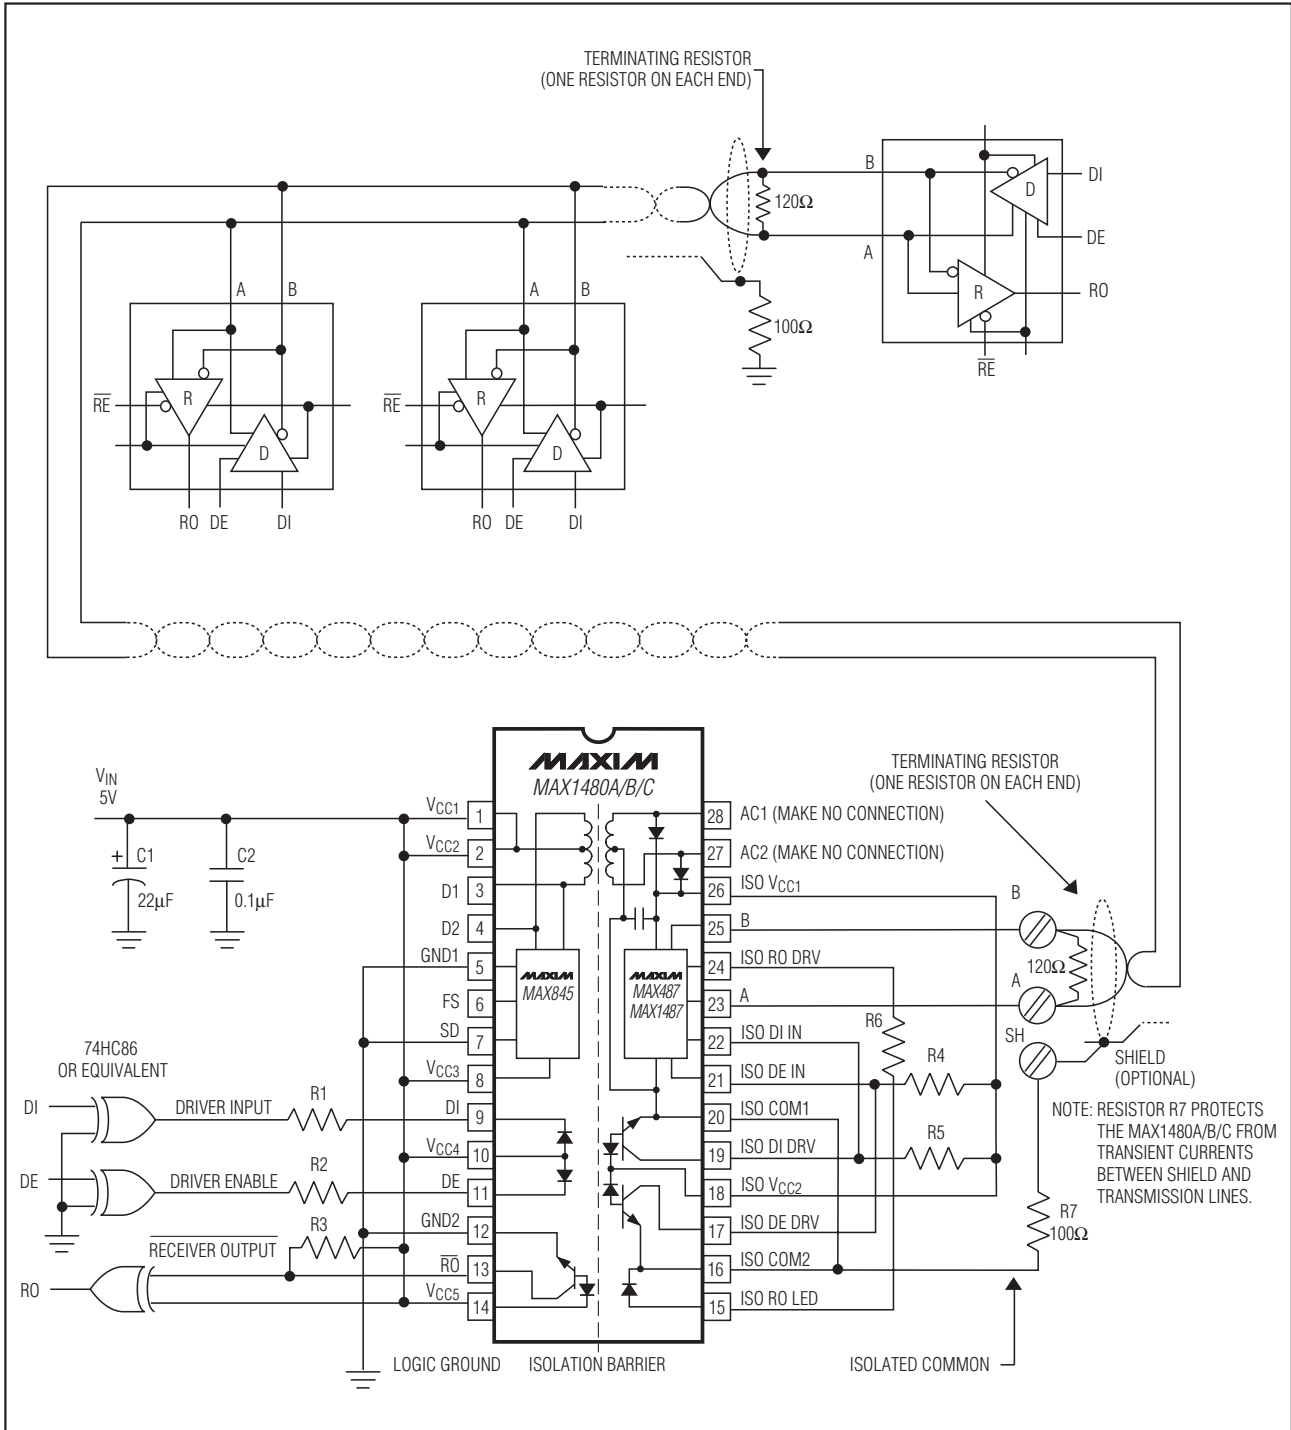 TERMINATING RESISTOR
(ONE RESISTOR ON EACH END)
B
DI
D
120Ω
DE
A
R
RO
100Ω
RE
A B
A B
RE
R
D
RE
R
D
RO DE DI
RO DE DI
VIN
5V
C1
+
22µF
C2
0.1µF
MAXIM
MAX1480A/B/C
VCC1
1
VCC2
2
D1
3
D2
4
GND1
5
FS
6
SD
7
VCC3
8
DI
9
VCC4
10
DE
11
GND2
12
RO
13
VCC5
14
MAXIM
MAX845
MAXIM
MAX487
MAX1487
28 AC1 (MAKE NO CONNECTION)
27 AC2 (MAKE NO CONNECTION)
26 ISO VCC1
25 B
24 ISO RO DRV
23 A
22 ISO DI IN
21 ISO DE IN
20 ISO COM1
19 ISO DI DRV
18 ISO VCC2
17 ISO DE DRV
16 ISO COM2
15 ISO RO LED
74HC86
OR EQUIVALENT
DI
DRIVER INPUT
R1
DE
DRIVER ENABLE
R2
R3
RECEIVER OUTPUT
RO
R6
R4
R5
TERMINATING RESISTOR
(ONE RESISTOR ON EACH END)
B
120Ω
A
SH
SHIELD
(OPTIONAL)
NOTE: RESISTOR R7 PROTECTS
THE MAX1480A/B/C FROM
TRANSIENT CURRENTS
BETWEEN SHIELD AND
TRANSMISSION LINES.
R7
100Ω
LOGIC GROUND
ISOLATION BARRIER
ISOLATED COMMON